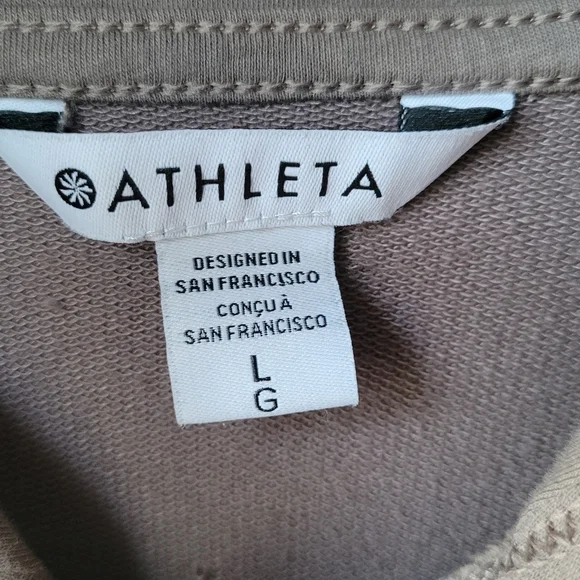 ATHLETA
DESIGNED IN
SAN FRANCISCO
CONÇU À
SAN FRANCISCO
L
G